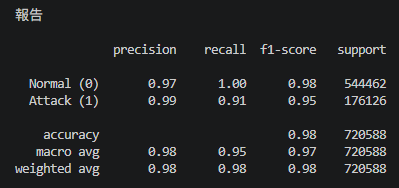 報告
precision recall f1-score support
Normal (0) 0.97 1.00 0.98 544462
Attack (1) 0.99 0.91 0.95 176126
accuracy 0.98 720588
macro avg 0.98 0.95 0.97 720588
weighted avg 0.98 0.98 0.98 720588